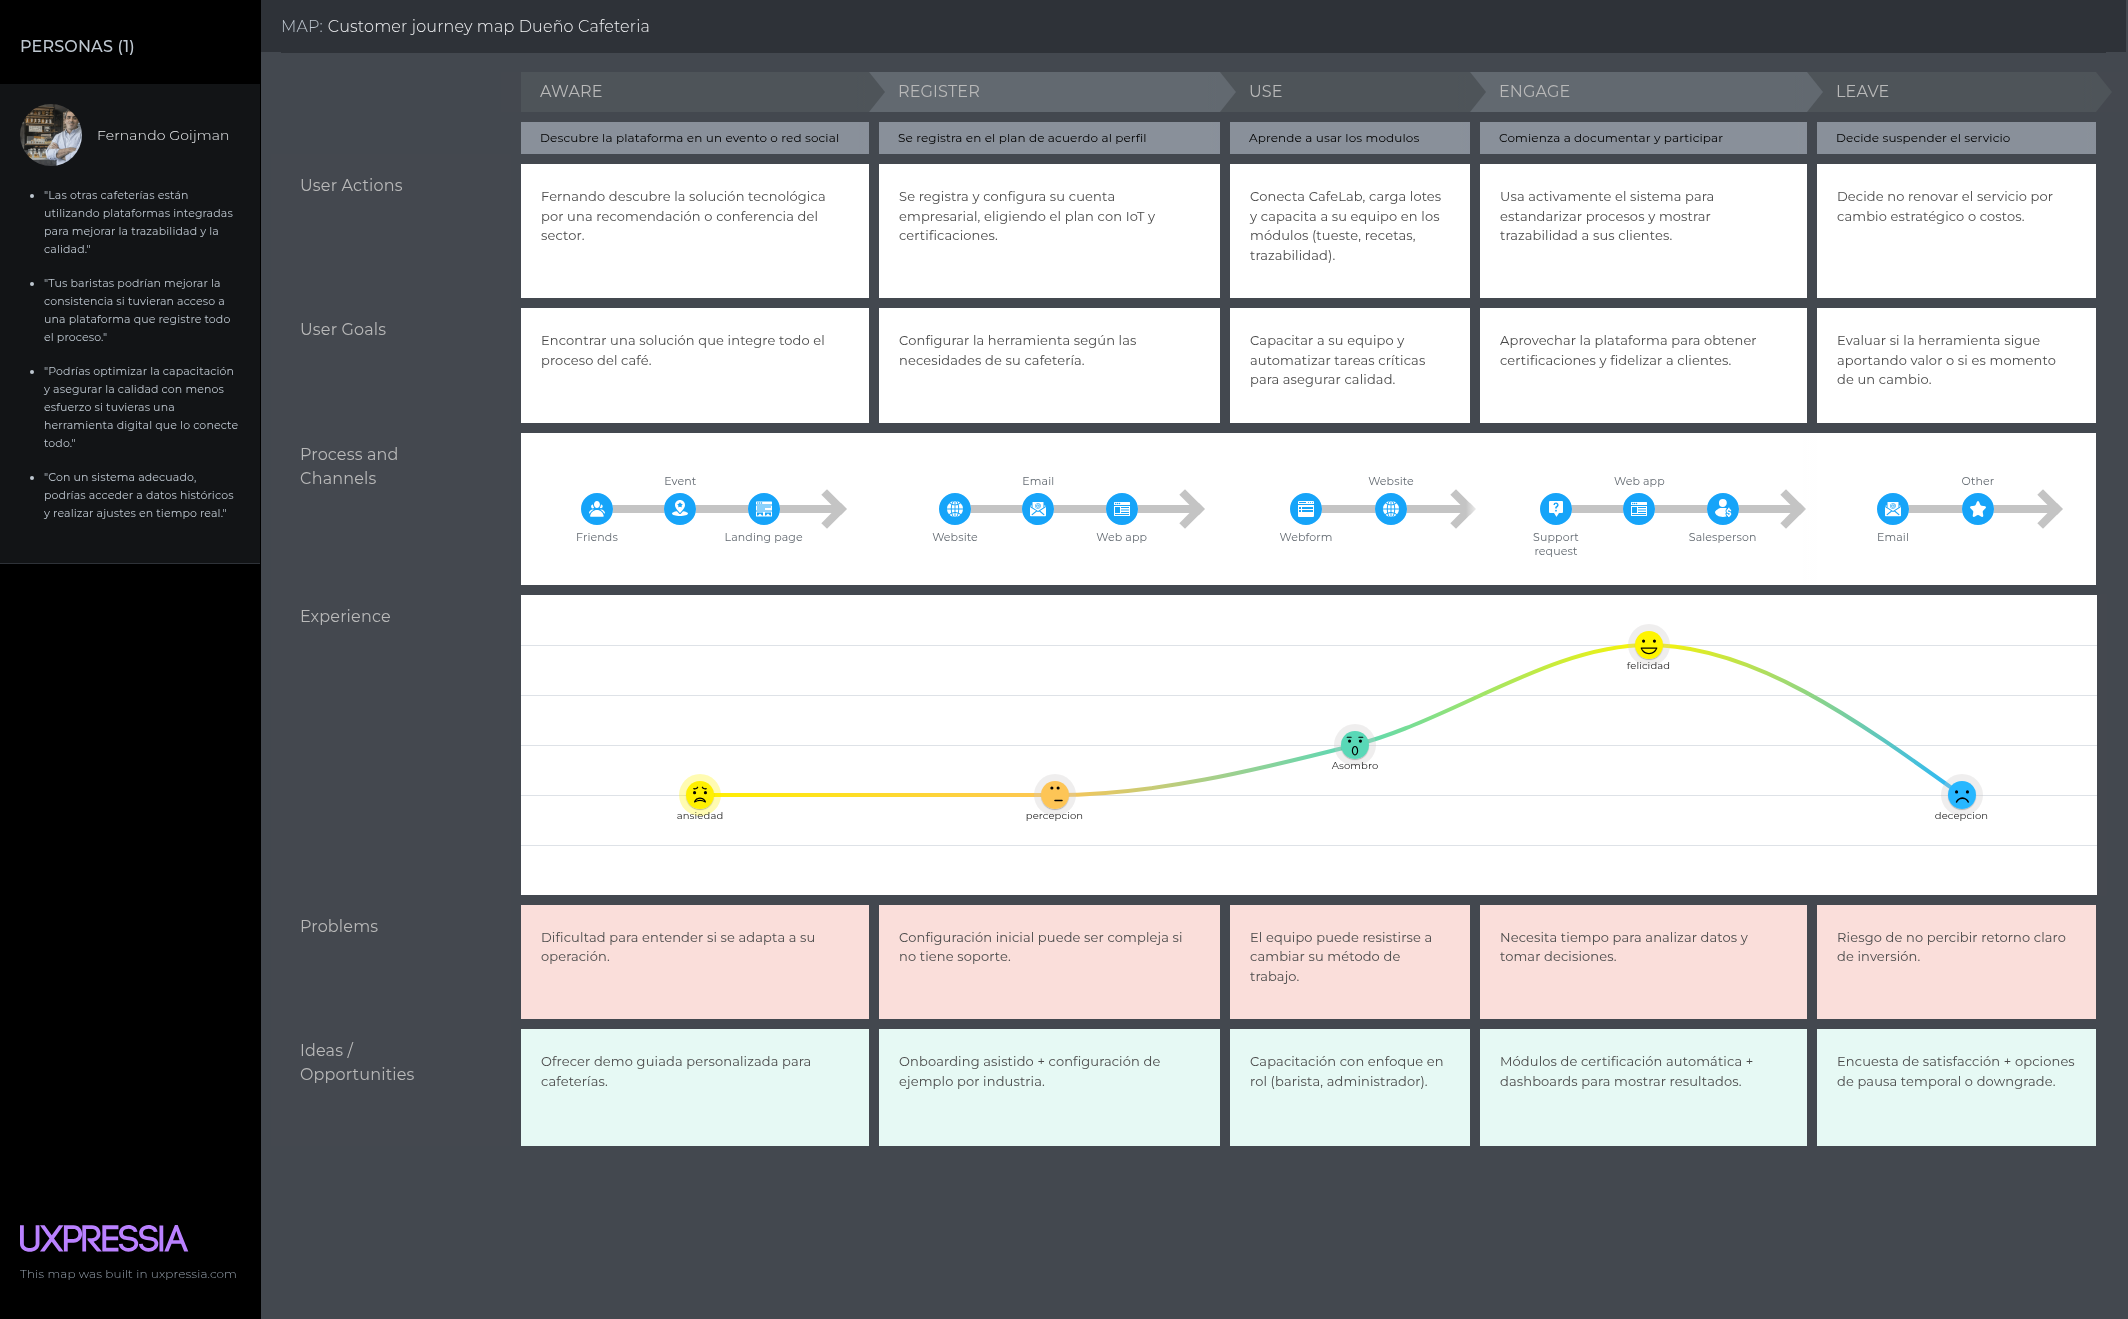 PERSONAS (1)
Fernando Goijman
"Las otras cafeterías están
utilizando plataformas integradas
para mejorar la trazabilidad y la
calidad."
"Tus baristas podrían mejorar la
consistencia si tuvieran acceso a
una plataforma que registre todo
el proceso."
"Podrías optimizar la capacitación
y asegurar la calidad con menos
esfuerzo si tuvieras una
herramienta digital que lo conecte
todo."
"Con un sistema adecuado,
podrías acceder a datos históricos
y realizar ajustes en tiempo real."
UXPRESSIA
This map was built in uxpressia.com
MAP: Customer journey map Dueño Cafeteria
AWARE
REGISTER
USE
ENGAGE
LEAVE
Descubre la plataforma en un evento o red social
Se registra en el plan de acuerdo al perfil
Aprende a usar los modulos
Comienza a documentar y participar
Decide suspender el servicio
User Actions
Fernando descubre la solución tecnológica
por una recomendación o conferencia del
sector.
Se registra y configura su cuenta
empresarial, eligiendo el plan con IoT y
certificaciones.
Conecta CafeLab, carga lotes
y capacita a su equipo en los
módulos (tueste, recetas,
trazabilidad).
Usa activamente el sistema para
estandarizar procesos y mostrar
trazabilidad a sus clientes.
Decide no renovar el servicio por
cambio estratégico o costos.
User Goals
Encontrar una solución que integre todo el
proceso del café.
Configurar la herramienta según las
necesidades de su cafetería.
Capacitar a su equipo y
automatizar tareas críticas
para asegurar calidad.
Aprovechar la plataforma para obtener
certificaciones y fidelizar a clientes.
Evaluar si la herramienta sigue
aportando valor o si es momento
de un cambio.
Process and
Channels
Friends
Event
Landing page
Website
Email
Web app
Webform
Website
Support
request
Web app
Salesperson
Email
Other
Experience
ansiedad
percepcion
Asombro
felicidad
decepcion
Problems
Dificultad para entender si se adapta a su
operación.
Configuración inicial puede ser compleja si
no tiene soporte.
El equipo puede resistirse a
cambiar su método de
trabajo.
Necesita tiempo para analizar datos y
tomar decisiones.
Riesgo de no percibir retorno claro
de inversión.
Ideas /
Opportunities
Ofrecer demo guiada personalizada para
cafeterías.
Onboarding asistido + configuración de
ejemplo por industria.
Capacitación con enfoque en
rol (barista, administrador).
Módulos de certificación automática +
dashboards para mostrar resultados.
Encuesta de satisfacción + opciones
de pausa temporal o downgrade.